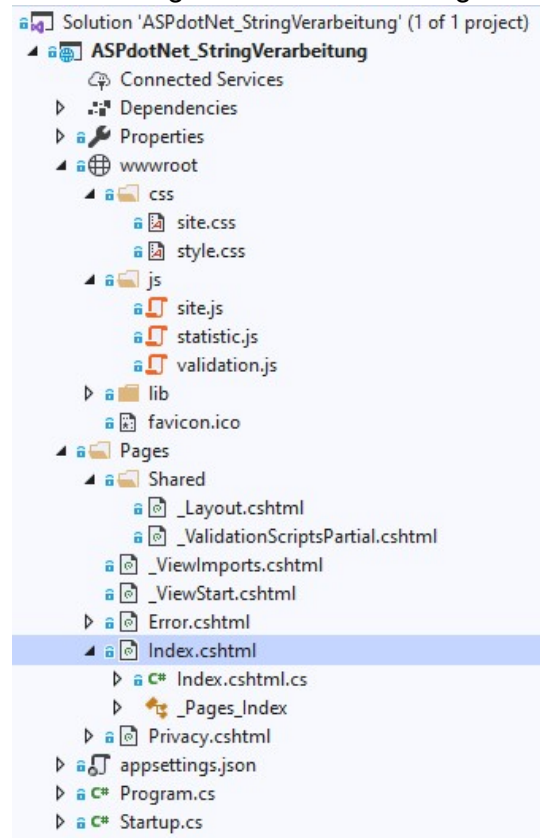 Solution 'ASPdotNet_StringVerarbeitung' (1 of 1 project)
ASPdotNet_StringVerarbeitung
Connected Services
Dependencies
Properties
wwwroot
css
site.css
style.css
js
site.js
statistic.js
validation.js
lib
favicon.ico
Pages
Shared
_Layout.cshtml
_ValidationScriptsPartial.cshtml
_ViewImports.cshtml
_ViewStart.cshtml
Error.cshtml
Index.cshtml
C# Index.cshtml.cs
_Pages_Index
Privacy.cshtml
appsettings.json
C# Program.cs
C# Startup.cs